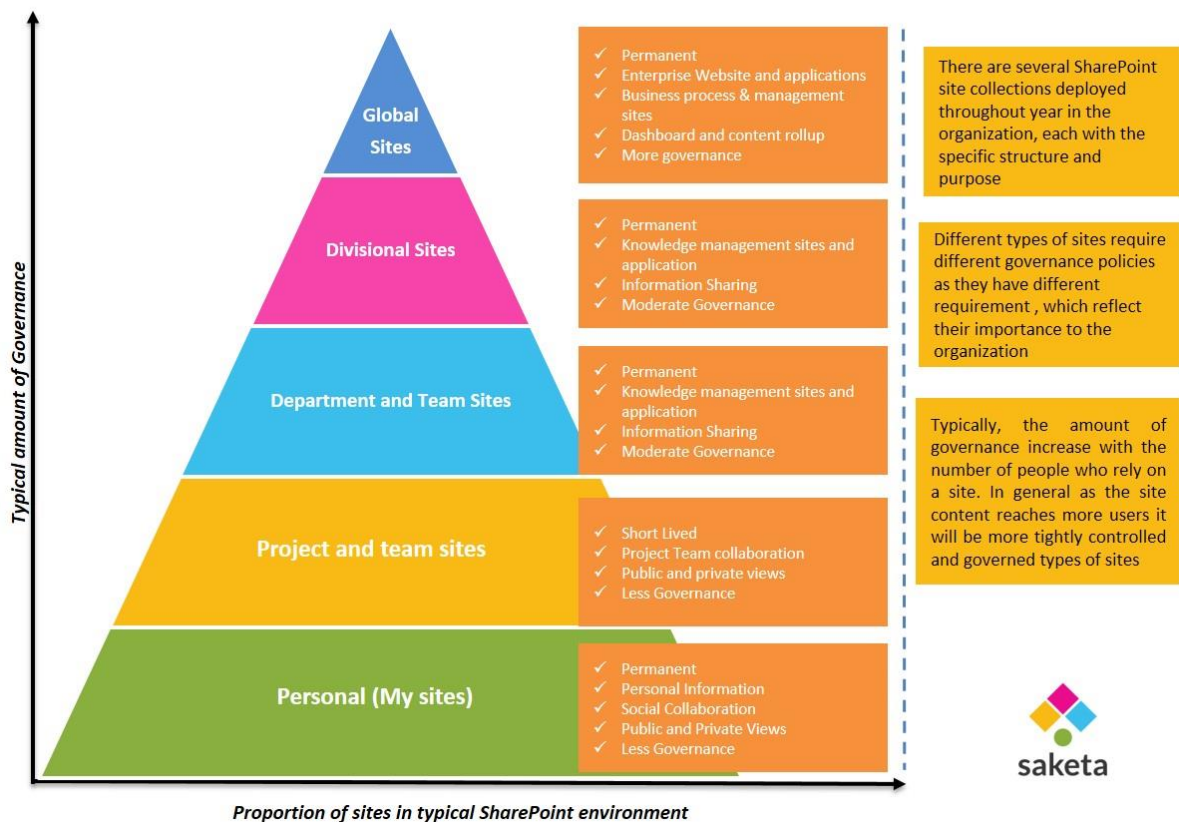 Typical amount of Governance
Global
Sites
Divisional Sites
Department and Team Sites
Project and team sites
Personal (My sites)
Proportion of sites in typical SharePoint environment
✓ Permanent
✓ Enterprise Website and applications
✓ Business process & management
sites
✓ Dashboard and content rollup
✓ More governance
✓ Permanent
✓ Knowledge management sites and
application
✓ Information Sharing
✓ Moderate Governance
✓ Permanent
✓ Knowledge management sites and
application
✓ Information Sharing
✓ Moderate Governance
✓ Short Lived
✓ Project Team collaboration
✓ Public and private views
✓ Less Governance
✓ Permanent
✓ Personal Information
✓ Social Collaboration
✓ Public and Private Views
✓ Less Governance
There are several SharePoint
site collections deployed
throughout year in the
organization, each with the
specific structure and
purpose
Different types of sites require
different governance policies
as they have different
requirement , which reflect
their importance to the
organization
Typically, the amount of
governance increase with the
number of people who rely on
a site. In general as the site
content reaches more users it
will be more tightly controlled
and governed types of sites
saketa